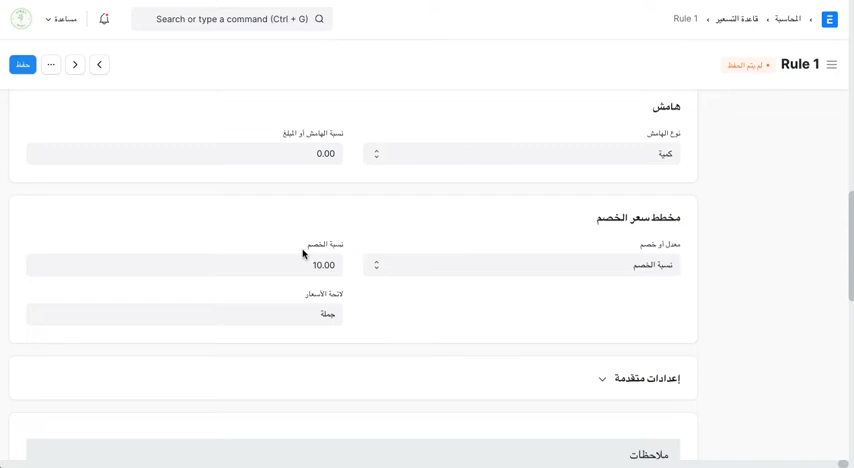 E
المحاسبة
قاعدة التسعير
Rule 1
Search or type a command (Ctrl + G)
مساعدة
Rule 1
لم يتم الحفظ
حفظ
هامش
نوع الهامش
نسبة الهامش أو المبلغ
كمية
0.00
مخطط سعر الخصم
معدل أو خصم
نسبة الخصم
نسبة الخصم
10.00
لائحة الأسعار
جملة
إعدادات متقدمة
ملاحظات